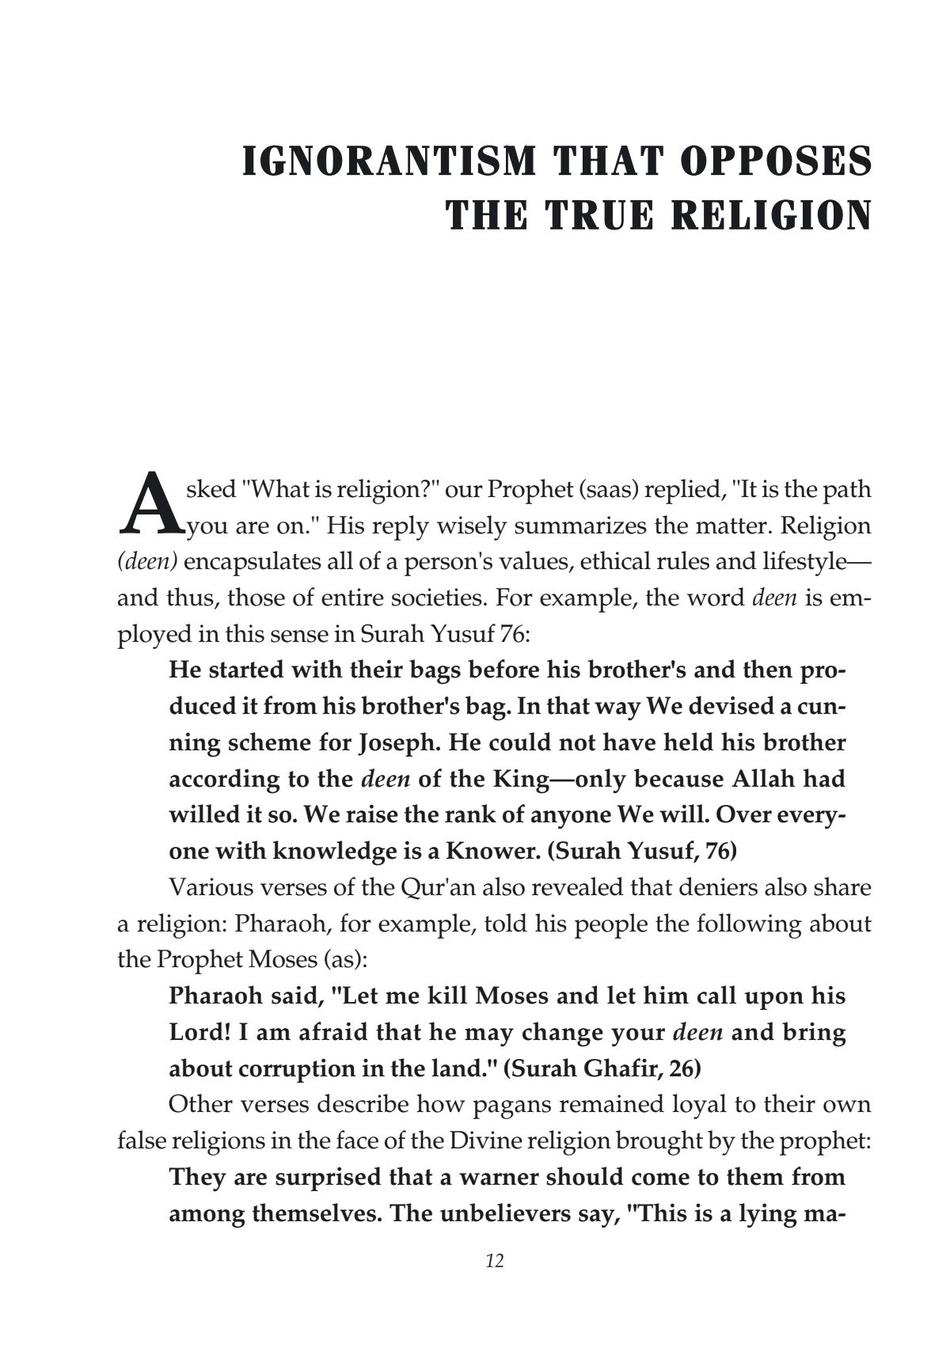 IGNORANTISM THAT OPPOSES
THE TRUE RELIGION
Asked "What is religion?" our Prophet (saas) replied, "It is the path
you are on." His reply wisely summarizes the matter. Religion
(deen) encapsulates all of a person's values, ethical rules and lifestyle—
and thus, those of entire societies. For example, the word deen is em-
ployed in this sense in Surah Yusuf 76:
He started with their bags before his brother's and then pro-
duced it from his brother's bag. In that way We devised a cun-
ning scheme for Joseph. He could not have held his brother
according to the deen of the King—only because Allah had
willed it so. We raise the rank of anyone We will. Over every-
one with knowledge is a Knower. (Surah Yusuf, 76)
Various verses of the Qur'an also revealed that deniers also share
a religion: Pharaoh, for example, told his people the following about
the Prophet Moses (as):
Pharaoh said, "Let me kill Moses and let him call upon his
Lord! I am afraid that he may change your deen and bring
about corruption in the land." (Surah Ghafir, 26)
Other verses describe how pagans remained loyal to their own
false religions in the face of the Divine religion brought by the prophet:
They are surprised that a warner should come to them from
among themselves. The unbelievers say, "This is a lying ma-
12